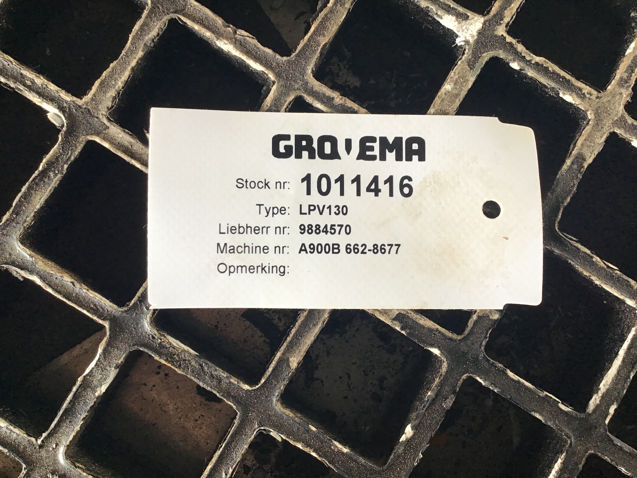 GROVEMA
Stock nr: 1011416
Type: LPV130
Liebherr nr: 9884570
Machine nr: A900B 662-8677
Opmerking: